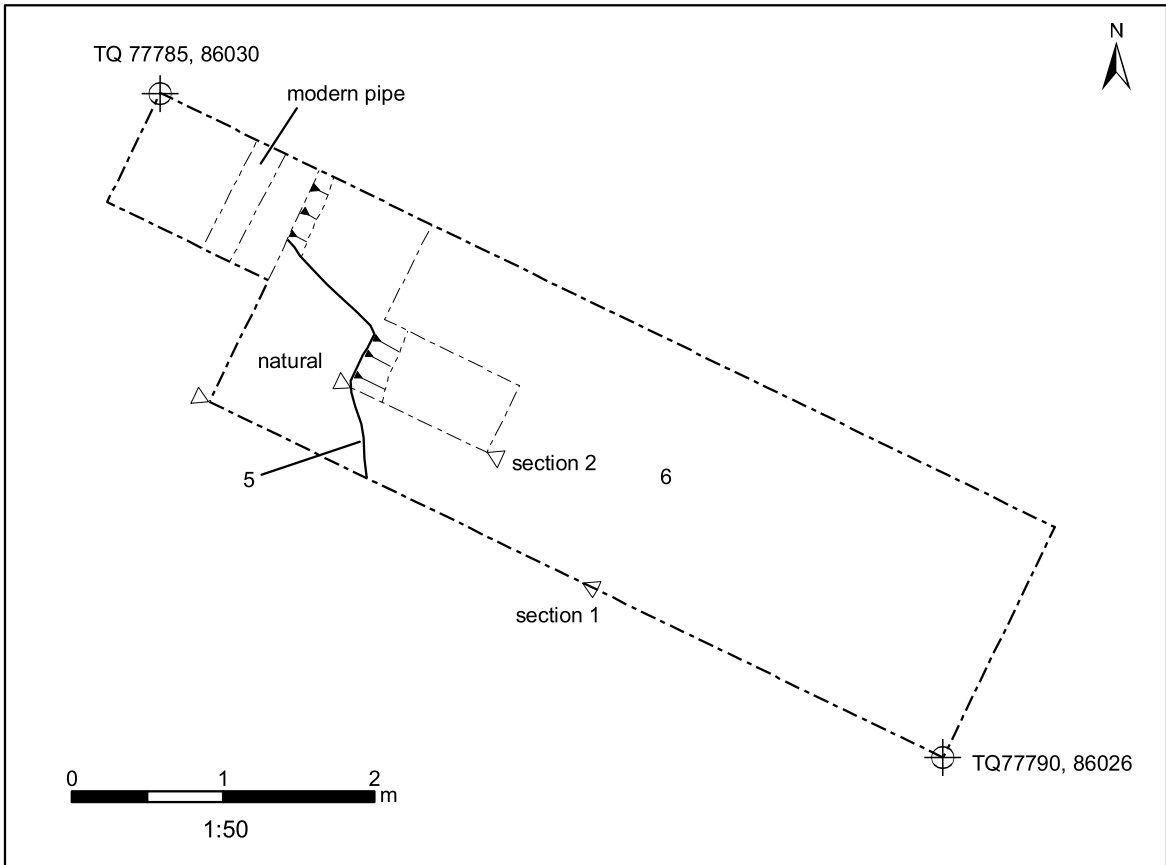 N
TQ 77785, 86030
modern pipe
natural
5
section 2
6
section 1
TQ77790, 86026
0 1 2
m
1:50